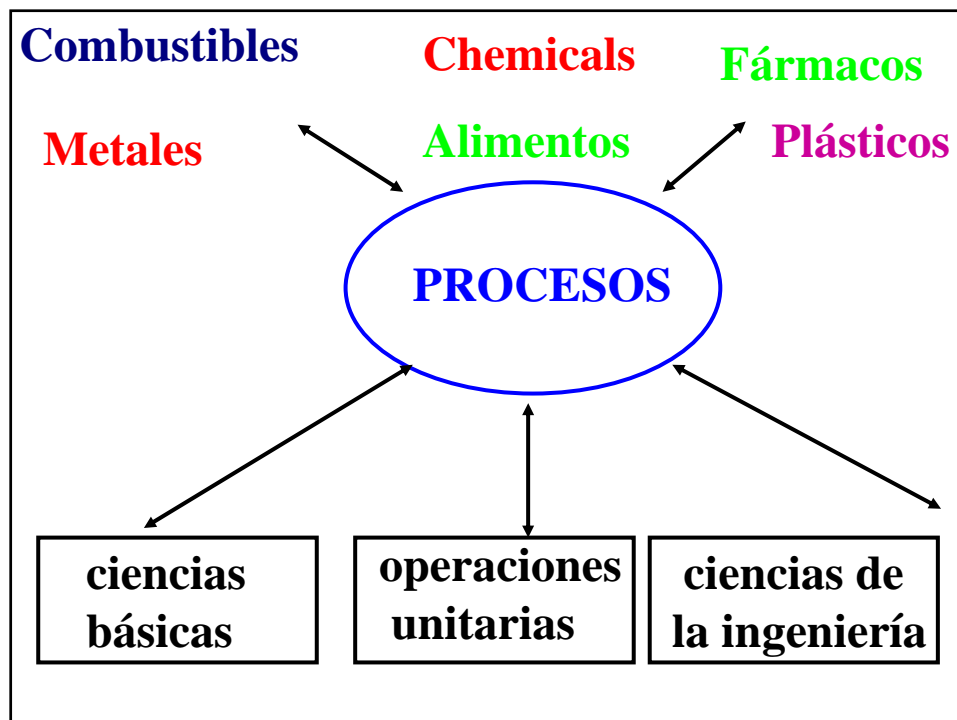 Combustibles
Chemicals
Fármacos
Metales
Alimentos
Plásticos
PROCESOS
ciencias
básicas
operaciones
unitarias
ciencias de
la ingeniería